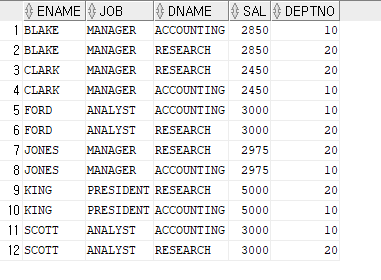 ENAME JOB DNAME SAL DEPTNO
1 BLAKE MANAGER ACCOUNTING 2850 10
2 BLAKE MANAGER RESEARCH 2850 20
3 CLARK MANAGER RESEARCH 2450 20
4 CLARK MANAGER ACCOUNTING 2450 10
5 FORD ANALYST ACCOUNTING 3000 10
6 FORD ANALYST RESEARCH 3000 20
7 JONES MANAGER RESEARCH 2975 20
8 JONES MANAGER ACCOUNTING 2975 10
9 KING PRESIDENT RESEARCH 5000 20
10 KING PRESIDENT ACCOUNTING 5000 10
11 SCOTT ANALYST ACCOUNTING 3000 10
12 SCOTT ANALYST RESEARCH 3000 20